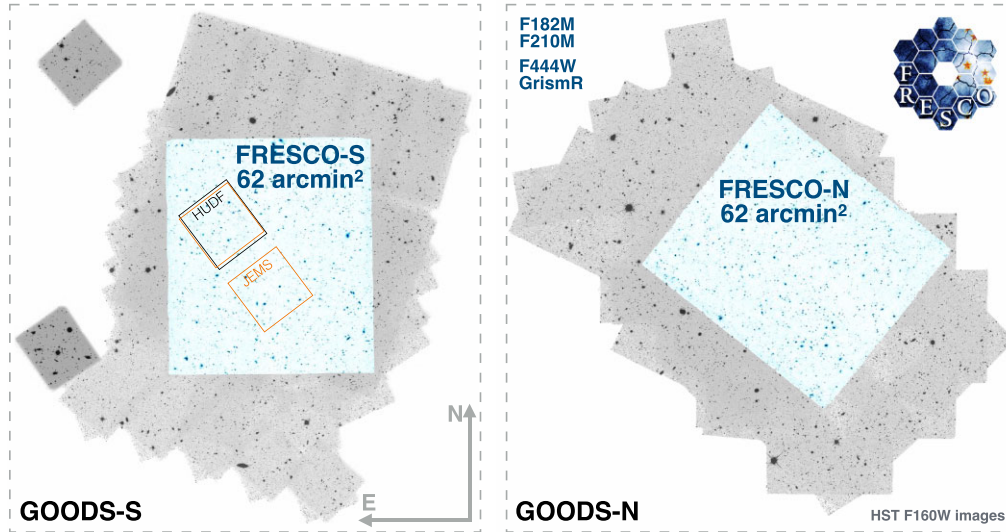 FRESCO-S
62 arcmin²
HUDF
JEMS
N
E
GOODS-S
F182M
F210M
F444W
GrismR
FRESCO
FRESCO-N
62 arcmin²
GOODS-N
HST F160W images